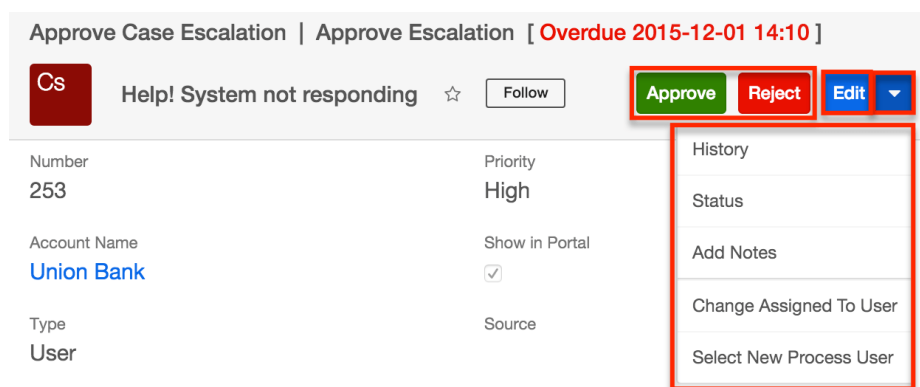 Approve Case Escalation | Approve Escalation [ Overdue 2015-12-01 14:10 ]
Cs
Help! System not responding
Follow
Approve
Reject
Edit
History
Status
Add Notes
Change Assigned To User
Select New Process User
Number
253
Priority
High
Account Name
Union Bank
Show in Portal
Type
User
Source